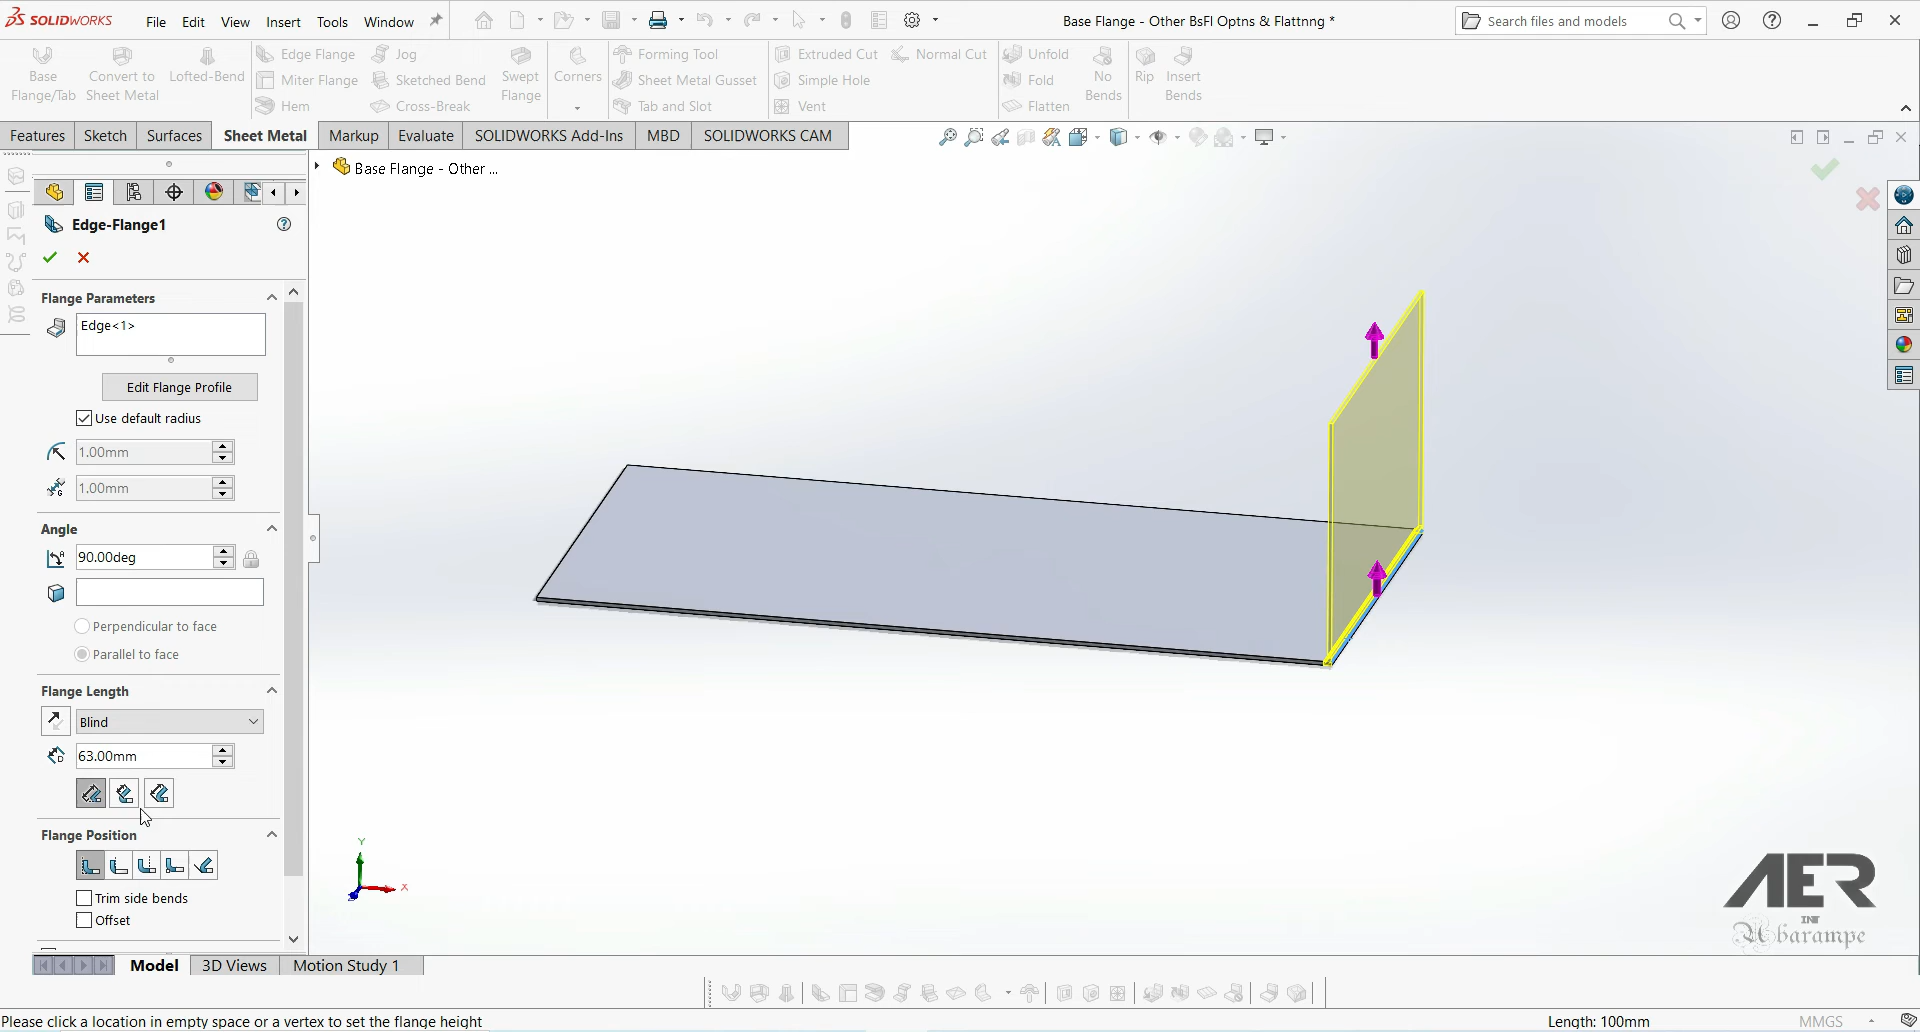 SOLIDWORKS File Edit View Insert Tools Window
Base Flange - Other BsFl Optns & Flattnng *
Search files and models
Base Flange/Tab
Convert to Sheet Metal
Lofted-Bend
Edge Flange
Miter Flange
Hem
Jog
Sketched Bend
Cross-Break
Swept Flange
Corners
Forming Tool
Sheet Metal Gusset
Tab and Slot
Extruded Cut
Simple Hole
Vent
Normal Cut
Unfold
Fold
Flatten
No Bends
Rip
Insert Bends
Features Sketch Surfaces Sheet Metal Markup Evaluate SOLIDWORKS Add-Ins MBD SOLIDWORKS CAM
Base Flange - Other ...
Edge-Flange1
Flange Parameters
Edge<1>
Edit Flange Profile
Use default radius
1.00mm
1.00mm
Angle
90.00deg
Perpendicular to face
Parallel to face
Flange Length
Blind
63.00mm
Flange Position
Trim side bends
Offset
Y
X
AER
INT
Abarampe
Model 3D Views Motion Study 1
Please click a location in empty space or a vertex to set the flange height
Length: 100mm
MMGS